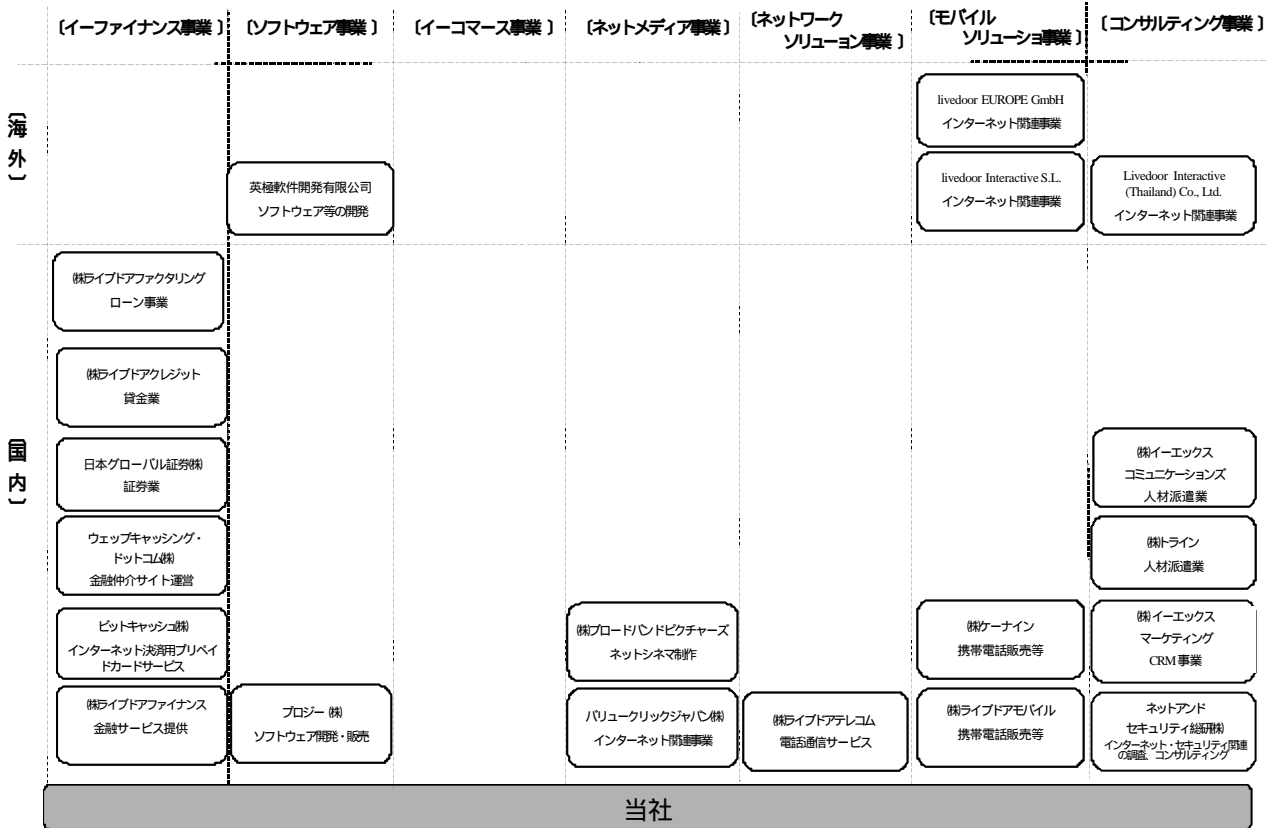 〔イーファイナンス事業〕
〔ソフトウェア事業〕
〔イーコマース事業〕
〔ネットメディア事業〕
〔ネットワーク
ソリューョン事業〕
〔モバイル
ソリューショ事業〕
〔コンサルティング事業〕
〔海外〕
livedoor EUROPE GmbH
インターネット関連事業
英極軟件開発有限公司
ソフトウェア等の開発
livedoor Interactive S.L.
インターネット関連事業
Livedoor Interactive
(Thailand) Co., Ltd.
インターネット関連事業
〔国内〕
㈱ライブドアファクタリング
ローン事業
㈱ライブドアクレジット
貸金業
日本グローバル証券㈱
証券業
㈱イーエックス
コミュニケーションズ
人材派遣業
ウェッブキャッシング・
ドットコム㈱
金融仲介サイト運営
㈱トライン
人材派遣業
ビットキャッシュ㈱
インターネット決済用プリペイ
ドカードサービス
㈱ブロードバンドピクチャーズ
ネットシネマ制作
㈱ケーナイン
携帯電話販売等
㈱イーエックス
マーケティング
CRM 事業
㈱ライブドアファイナンス
金融サービス提供
プロジー㈱
ソフトウェア開発・販売
バリュークリックジャパン㈱
インターネット関連事業
㈱ライブドアテレコム
電話通信サービス
㈱ライブドアモバイル
携帯電話販売等
ネットアンド
セキュリティ総研㈱
インターネット・セキュリティ関連
の調査、コンサルティング
当社